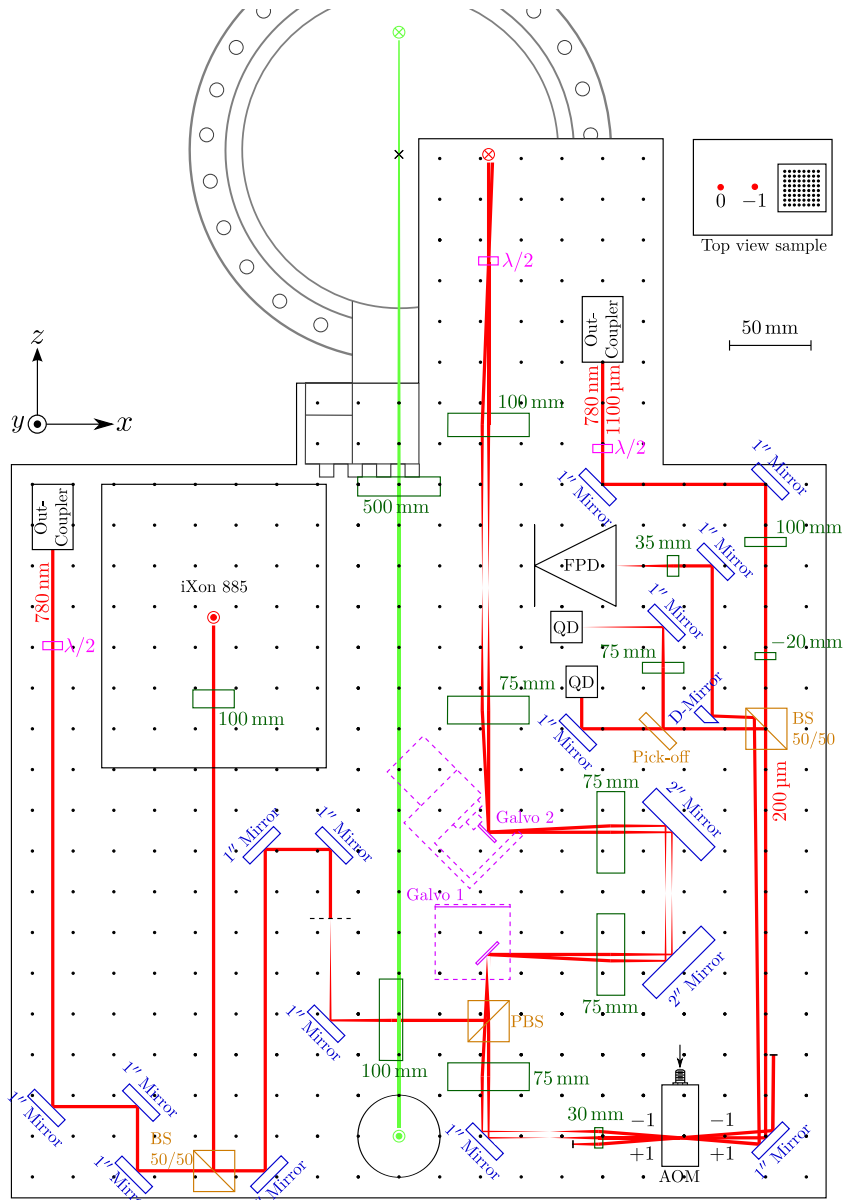 0
−1
Top view sample
λ/2
Out-
Coupler
50 mm
z
y
x
780 nm
1100 µm
100 mm
λ/2
1″ Mirror
1″ Mirror
500 mm
100 mm
Out-
Coupler
35 mm
1″ Mirror
FPD
iXon 885
780 nm
1″ Mirror
QD
λ/2
75 mm
−20 mm
QD
75 mm
D-Mirror
100 mm
1″ Mirror
BS
50/50
Pick-off
75 mm
2″ Mirror
200 µm
Galvo 2
1″ Mirror
1″ Mirror
Galvo 1
2″ Mirror
75 mm
1″ Mirror
PBS
100 mm
75 mm
1″ Mirror
1″ Mirror
30 mm
−1
−1
BS
50/50
1″ Mirror
+1
+1
1″ Mirror
AOM
1″ Mirror
1″ Mirror